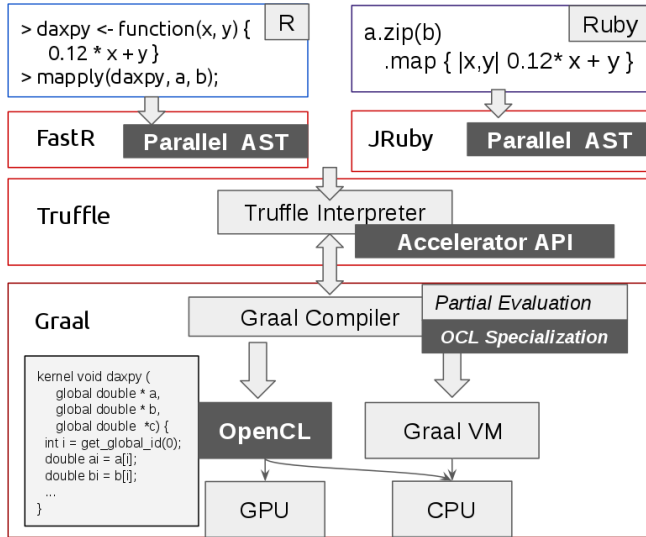 R
> daxpy <- function(x, y) {
0.12 * x + y }
> mapply(daxpy, a, b);
Ruby
a.zip(b)
.map { |x,y| 0.12* x + y }
FastR
Parallel AST
JRuby
Parallel AST
Truffle
Truffle Interpreter
Accelerator API
Graal
Graal Compiler
Partial Evaluation
OCL Specialization
kernel void daxpy (
global double * a,
global double * b,
global double *c) {
int i = get_global_id(0);
double ai = a[i];
double bi = b[i];
...
}
OpenCL
Graal VM
GPU
CPU